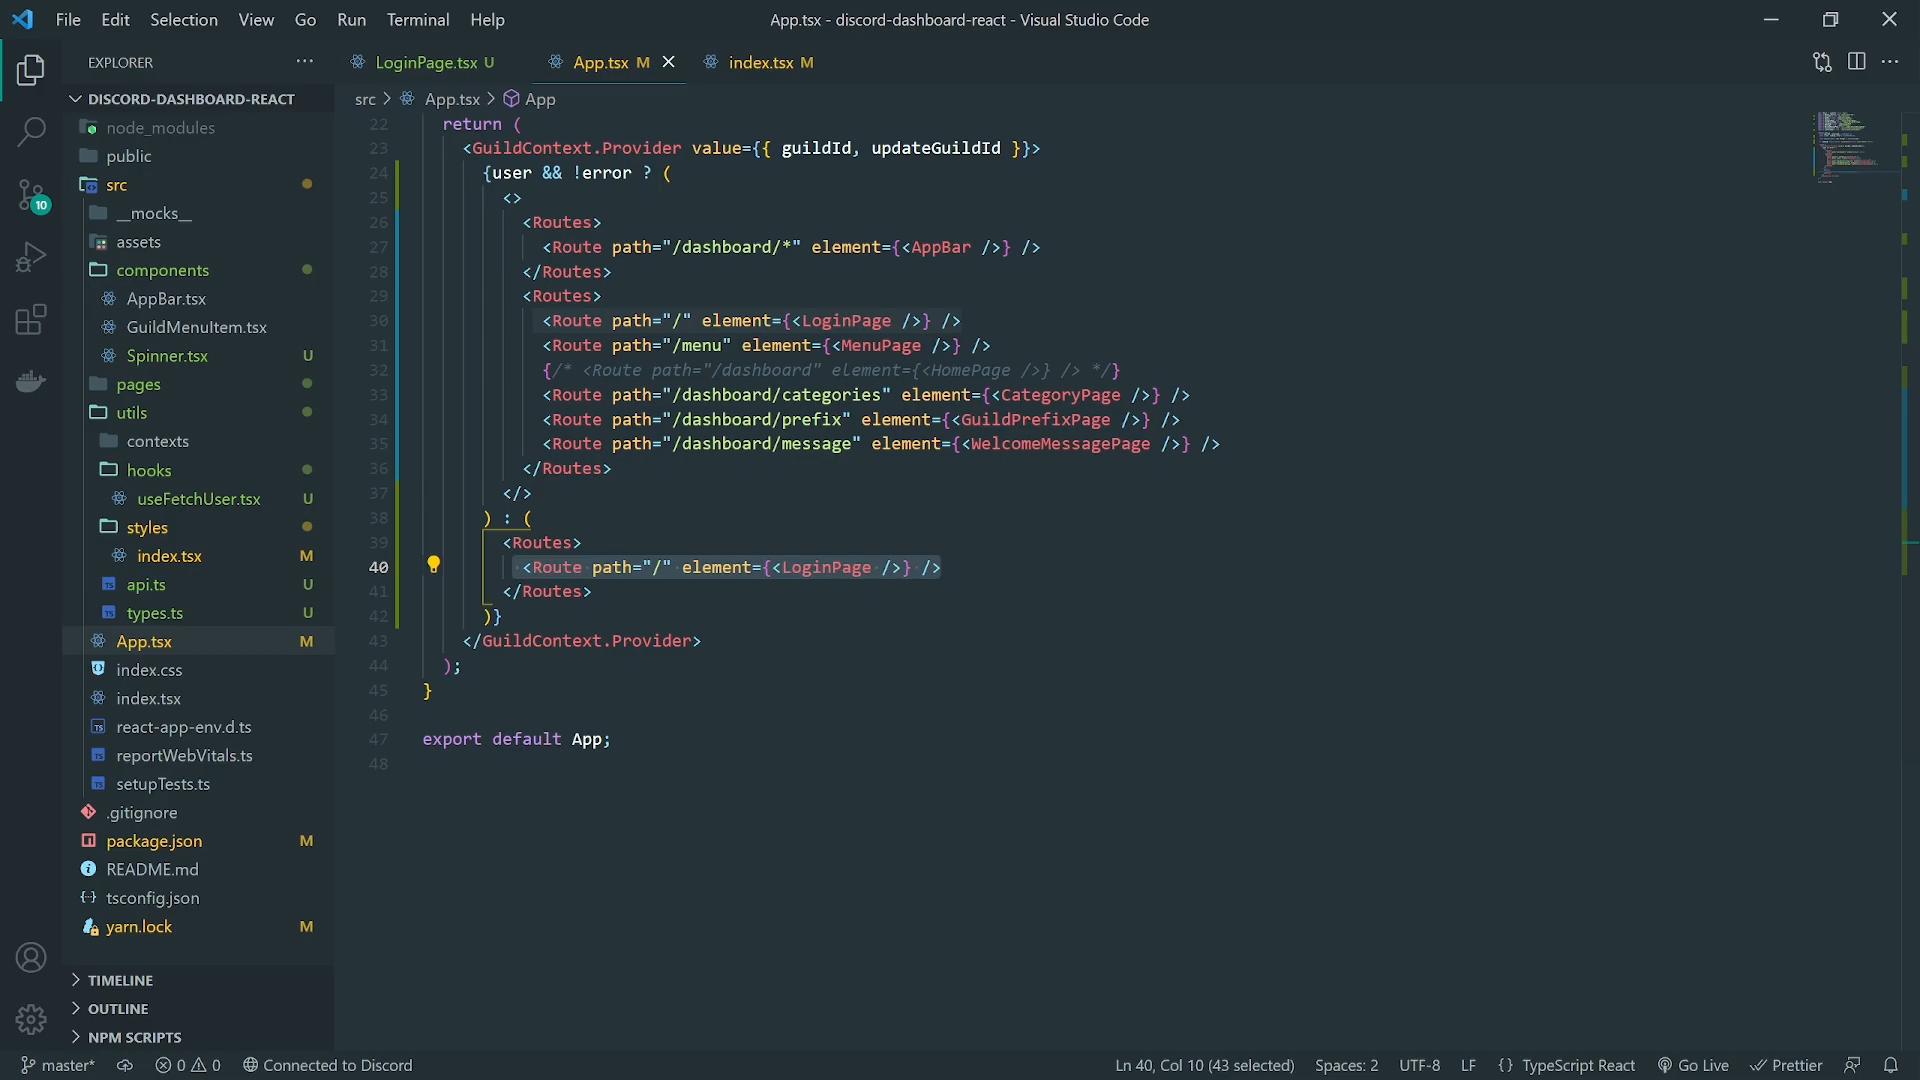 File Edit Selection View Go Run Terminal Help
App.tsx - discord-dashboard-react - Visual Studio Code
EXPLORER
LoginPage.tsx U
App.tsx M
index.tsx M
DISCORD-DASHBOARD-REACT
src > App.tsx > App
node_modules
public
src
__mocks__
assets
components
AppBar.tsx
GuildMenuItem.tsx
Spinner.tsx U
pages
utils
contexts
hooks
useFetchUser.tsx U
styles
index.tsx M
api.ts U
types.ts U
App.tsx M
index.css
index.tsx
react-app-env.d.ts
reportWebVitals.ts
setupTests.ts
.gitignore
package.json M
README.md
tsconfig.json
yarn.lock M
TIMELINE
OUTLINE
NPM SCRIPTS
10
22 return (
23 <GuildContext.Provider value={{ guildId, updateGuildId }}>
24 {user && !error ? (
25 <>
26 <Routes>
27 <Route path="/dashboard/*" element={<AppBar />} />
28 </Routes>
29 <Routes>
30 <Route path="/" element={<LoginPage />} />
31 <Route path="/menu" element={<MenuPage />} />
32 {/* <Route path="/dashboard" element={<HomePage />} /> */}
33 <Route path="/dashboard/categories" element={<CategoryPage />} />
34 <Route path="/dashboard/prefix" element={<GuildPrefixPage />} />
35 <Route path="/dashboard/message" element={<WelcomeMessagePage />} />
36 </Routes>
37 </>
38 ) : (
39 <Routes>
40 <Route path="/" element={<LoginPage />} />
41 </Routes>
42 )}
43 </GuildContext.Provider>
44 );
45 }
46
47 export default App;
48
master* 0 0 Connected to Discord
Ln 40, Col 10 (43 selected) Spaces: 2 UTF-8 LF {} TypeScript React Go Live Prettier